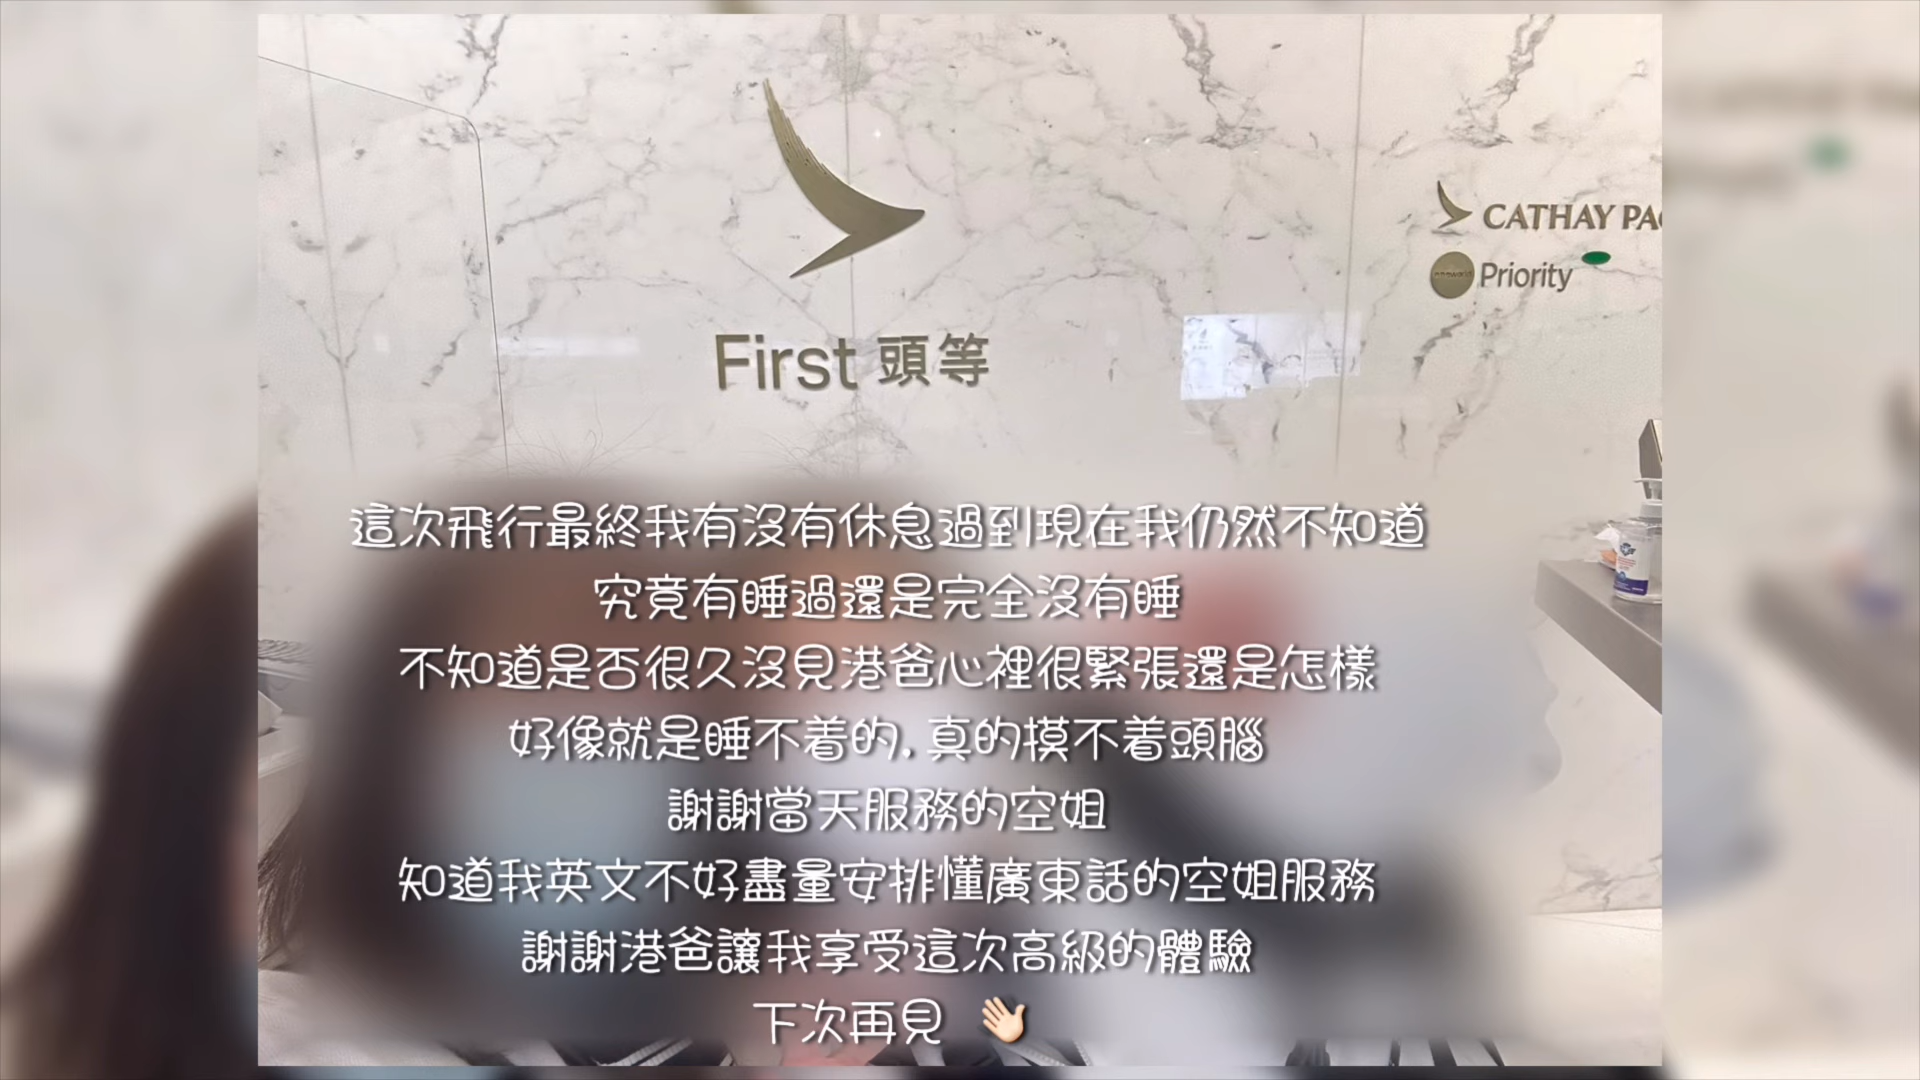 First 頭等
CATHAY PA
Priority
這次飛行最終我有沒有休息過到現在我仍然不知道
究竟有睡過還是完全沒有睡
不知道是否很久沒見港爸心裡很緊張還是怎樣
好像就是睡不着的，真的摸不着頭腦
謝謝當天服務的空姐
知道我英文不好盡量安排懂廣東話的空姐服務
謝謝港爸讓我享受這次高級的體驗
下次再見 👋🏻